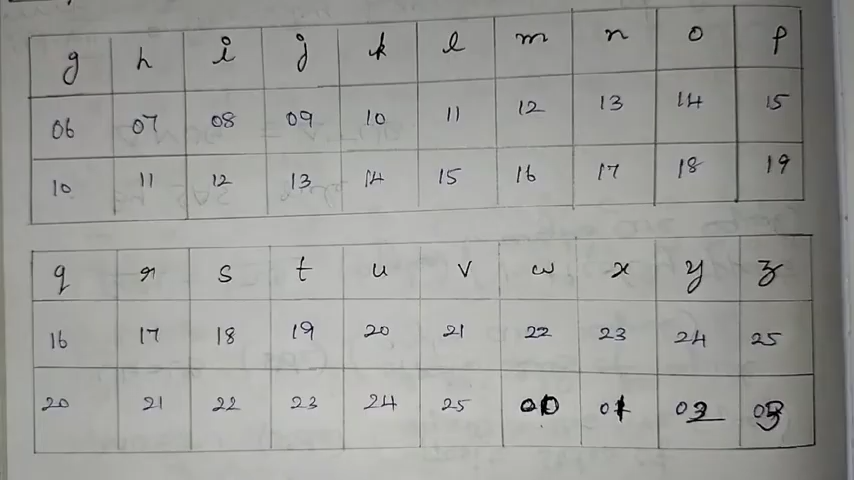 g h i j k l m n o p
06 07 08 09 10 11 12 13 14 15
10 11 12 13 14 15 16 17 18 19
q r s t u v w x y z
16 17 18 19 20 21 22 23 24 25
20 21 22 23 24 25 00 01 02 03